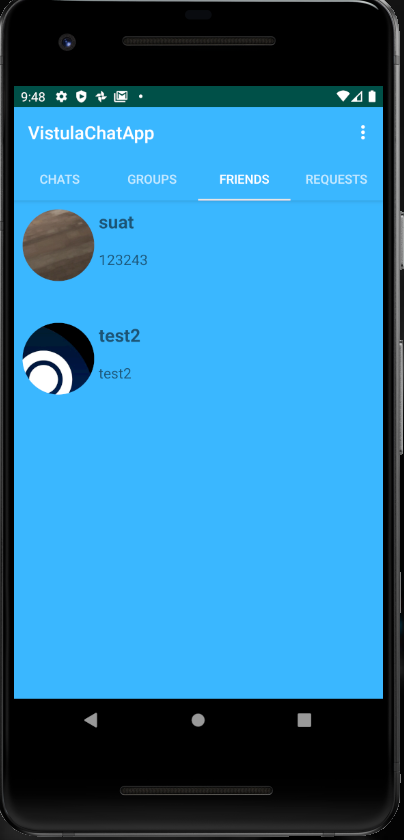 9:48
VistulaChatApp
CHATS GROUPS FRIENDS REQUESTS
suat
123243
test2
test2